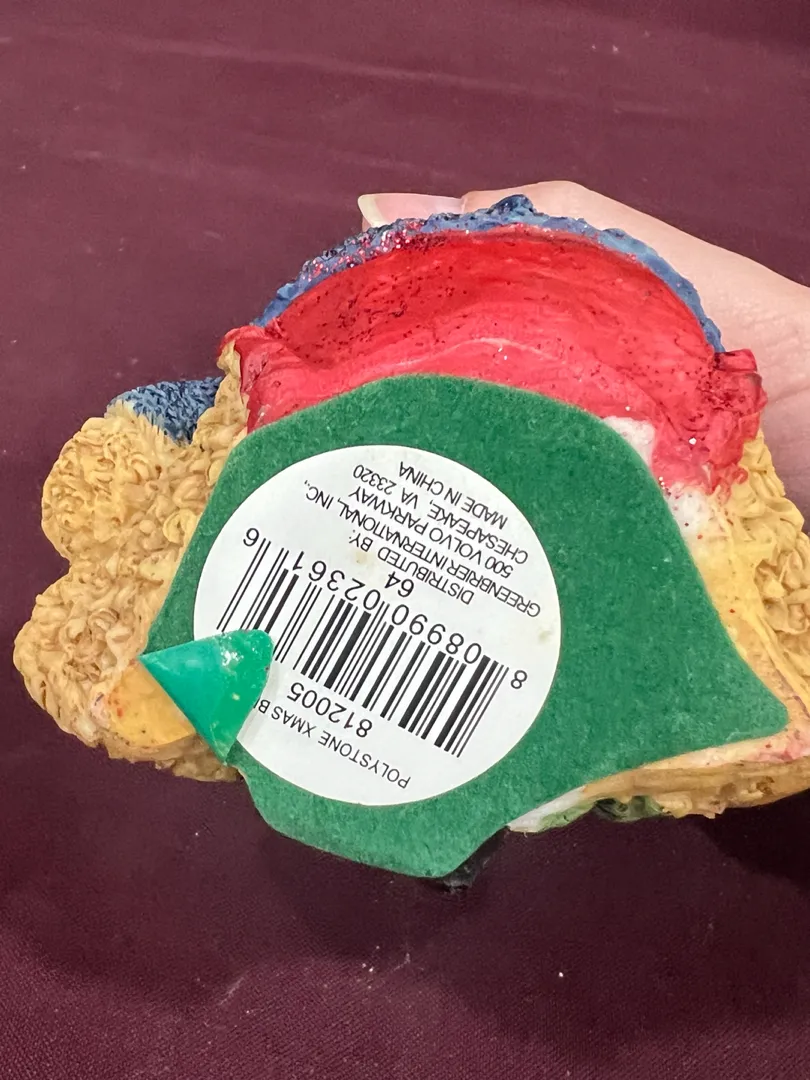 POLYSTONE XMAS
812005
8 08990 02361 6
64
DISTRIBUTED BY:
GREENBRIER INTERNATIONAL, INC.,
500 VOLVO PARKWAY
CHESAPEAKE, VA 23320
MADE IN CHINA